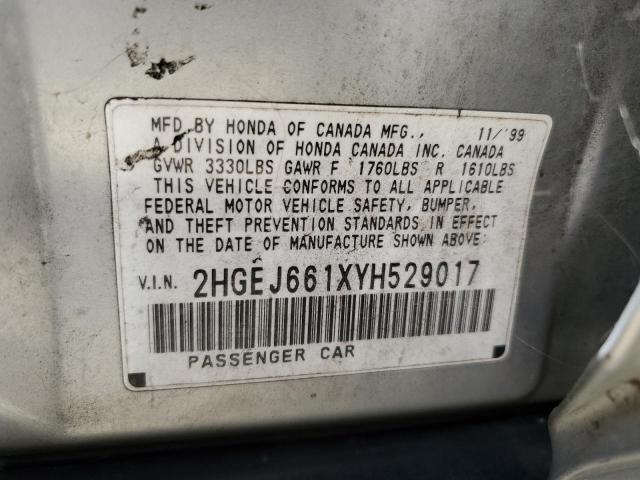 MFD. BY HONDA OF CANADA MFG., 11/'99
A DIVISION OF HONDA CANADA INC. CANADA
GVWR 3330LBS GAWR F 1760LBS R 1610LBS
THIS VEHICLE CONFORMS TO ALL APPLICABLE
FEDERAL MOTOR VEHICLE SAFETY, BUMPER,
AND THEFT PREVENTION STANDARDS IN EFFECT
ON THE DATE OF MANUFACTURE SHOWN ABOVE:
V.I.N. 2HGEJ661XYH529017
PASSENGER CAR